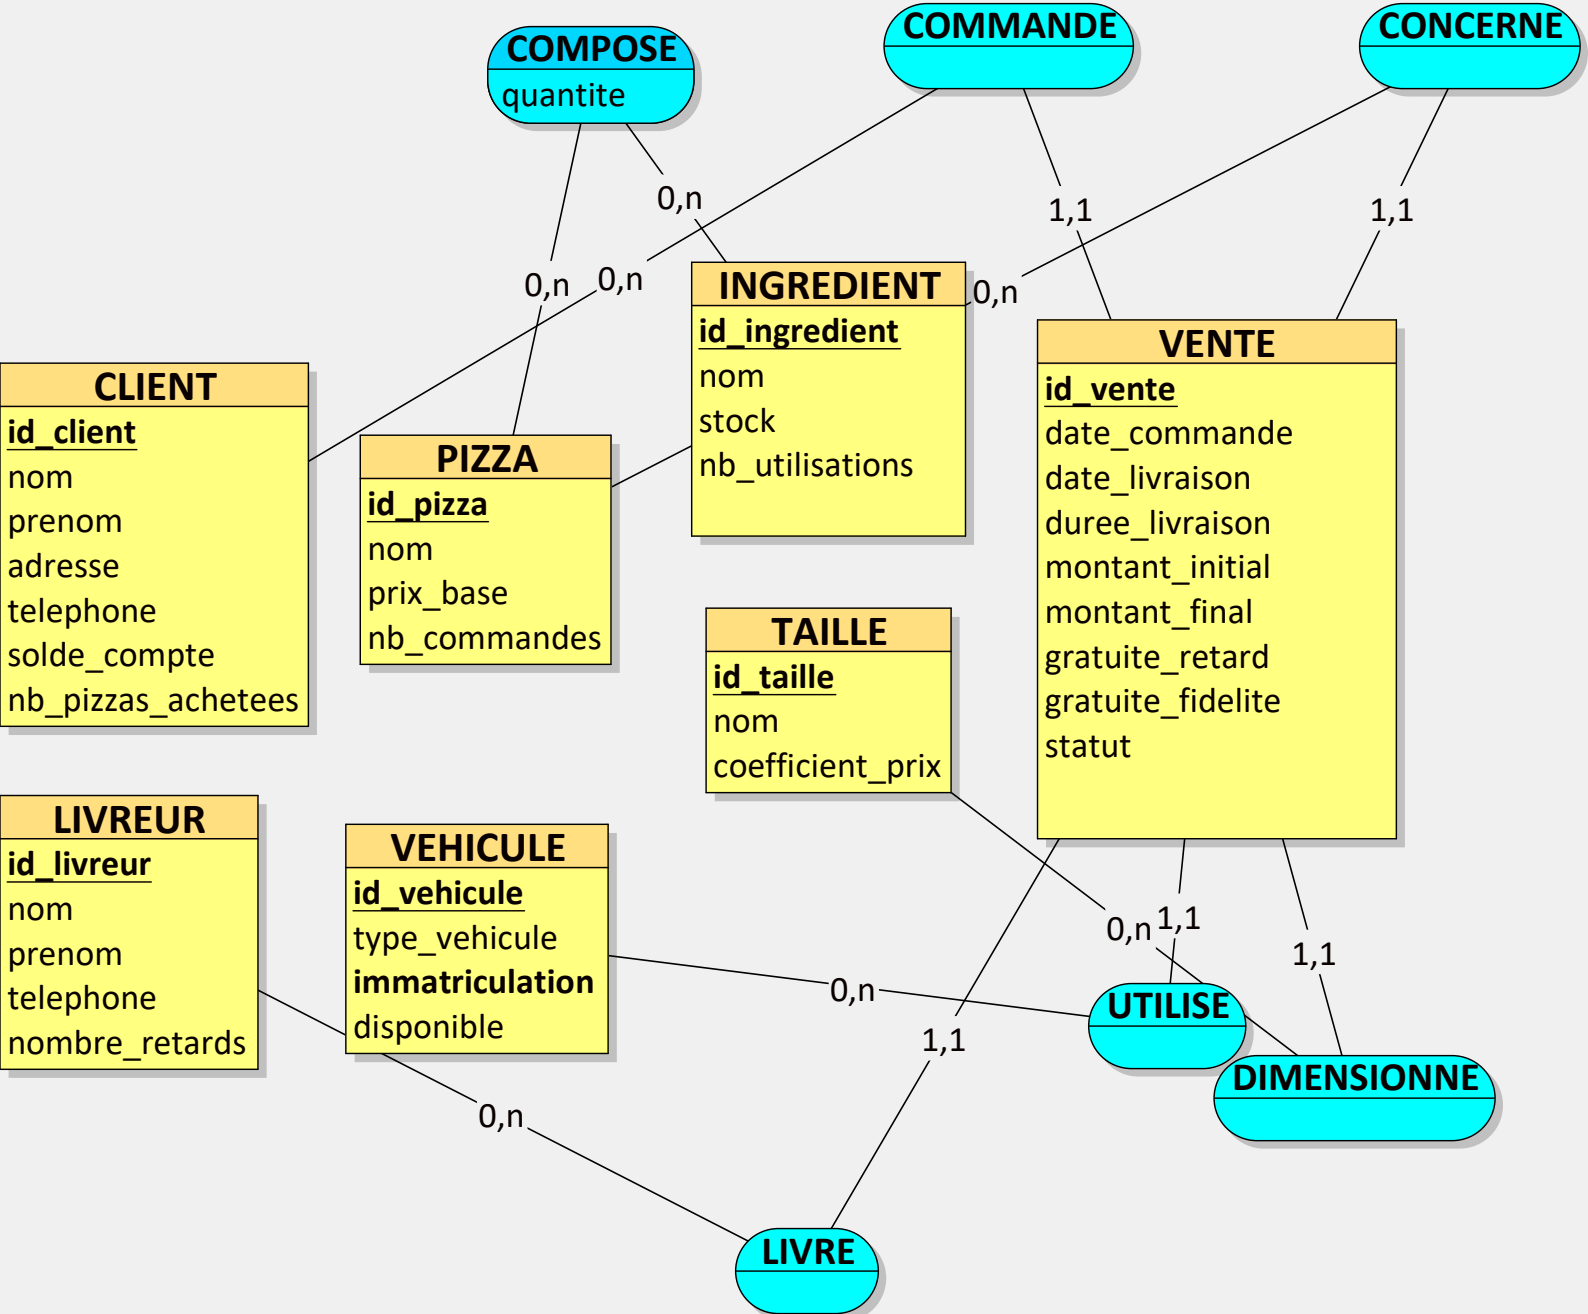 COMPOSE
quantite
COMMANDE
CONCERNE
0,n
1,1
1,1
0,n
0,n
0,n
INGREDIENT
id_ingredient
nom
stock
nb_utilisations
VENTE
id_vente
date_commande
date_livraison
duree_livraison
montant_initial
montant_final
gratuite_retard
gratuite_fidelite
statut
CLIENT
id_client
nom
prenom
adresse
telephone
solde_compte
nb_pizzas_achetees
PIZZA
id_pizza
nom
prix_base
nb_commandes
TAILLE
id_taille
nom
coefficient_prix
LIVREUR
id_livreur
nom
prenom
telephone
nombre_retards
VEHICULE
id_vehicule
type_vehicule
immatriculation
disponible
0,n
1,1
1,1
0,n
1,1
UTILISE
DIMENSIONNE
0,n
LIVRE